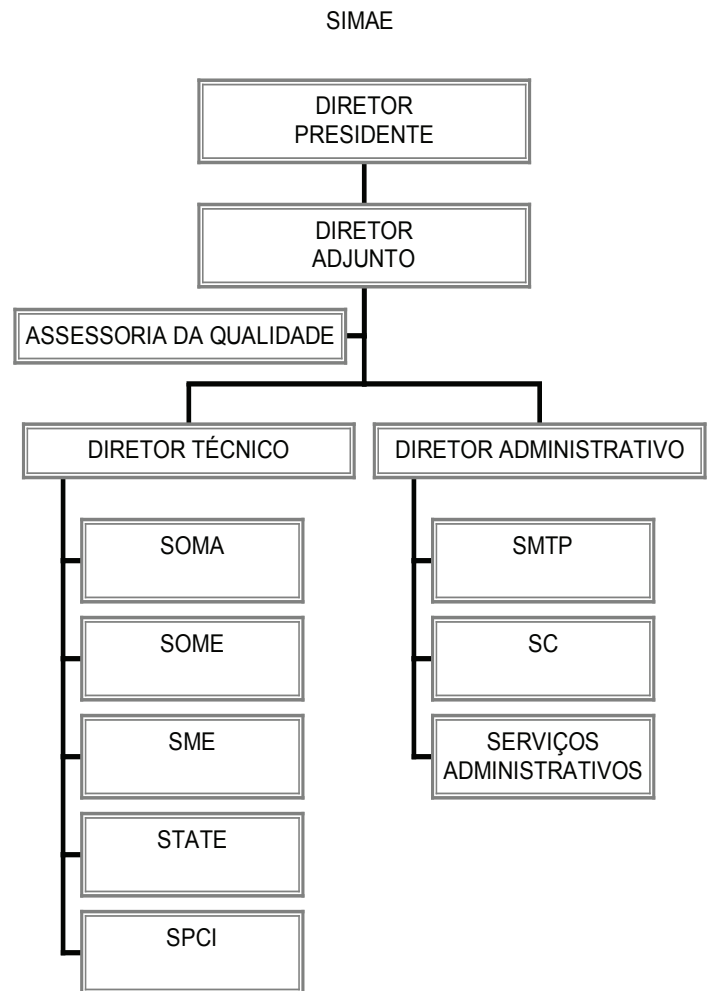 SIMAE
DIRETOR
PRESIDENTE
DIRETOR
ADJUNTO
ASSESSORIA DA QUALIDADE
DIRETOR TÉCNICO
SOMA
SOME
SME
STATE
SPCI
DIRETOR ADMINISTRATIVO
SMTP
SC
SERVIÇOS
ADMINISTRATIVOS